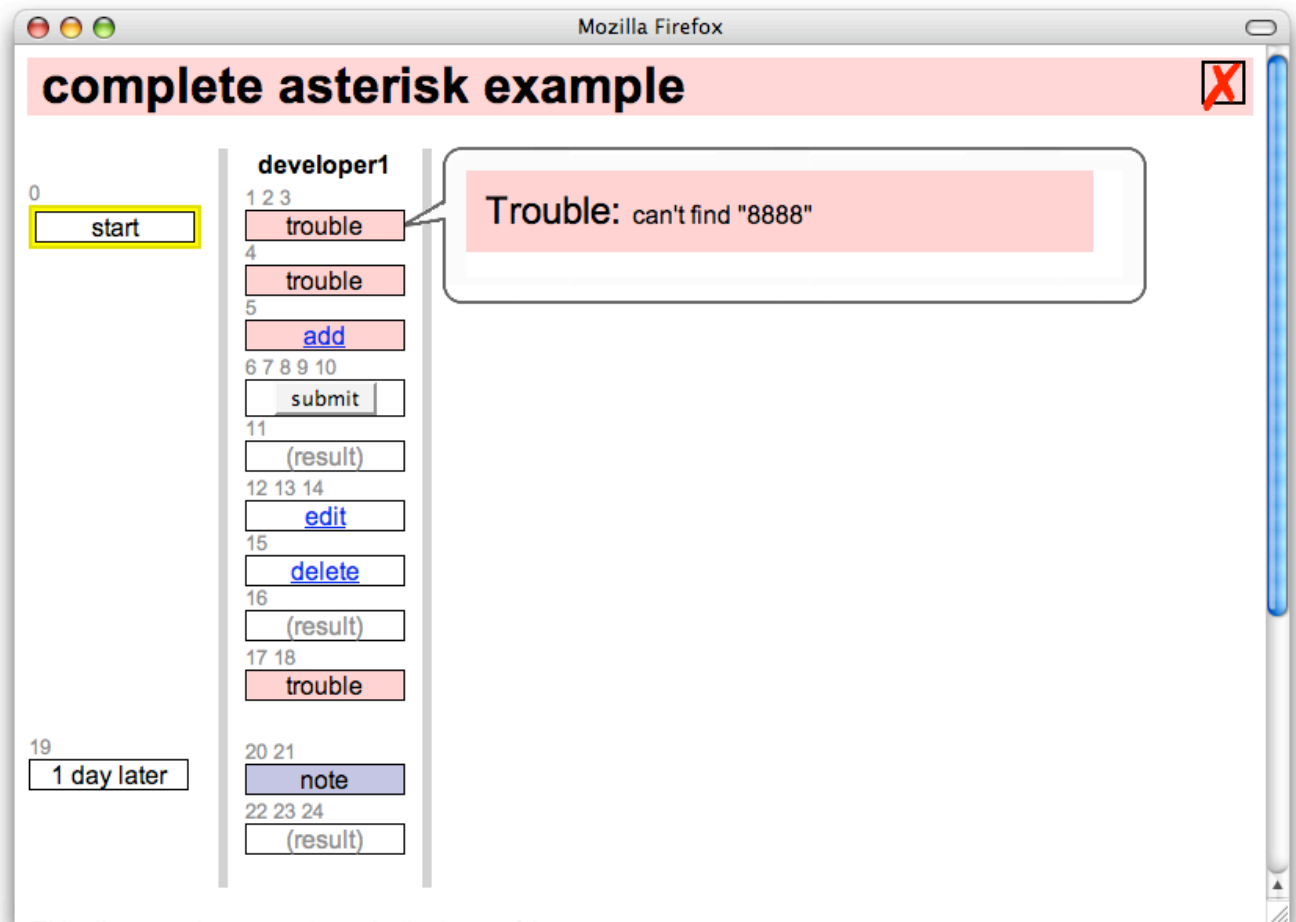 Mozilla Firefox
complete asterisk example
developer1
0
start
1 2 3
trouble
Trouble: can't find "8888"
4
trouble
5
add
6 7 8 9 10
submit
11
(result)
12 13 14
edit
15
delete
16
(result)
17 18
trouble
19
1 day later
20 21
note
22 23 24
(result)